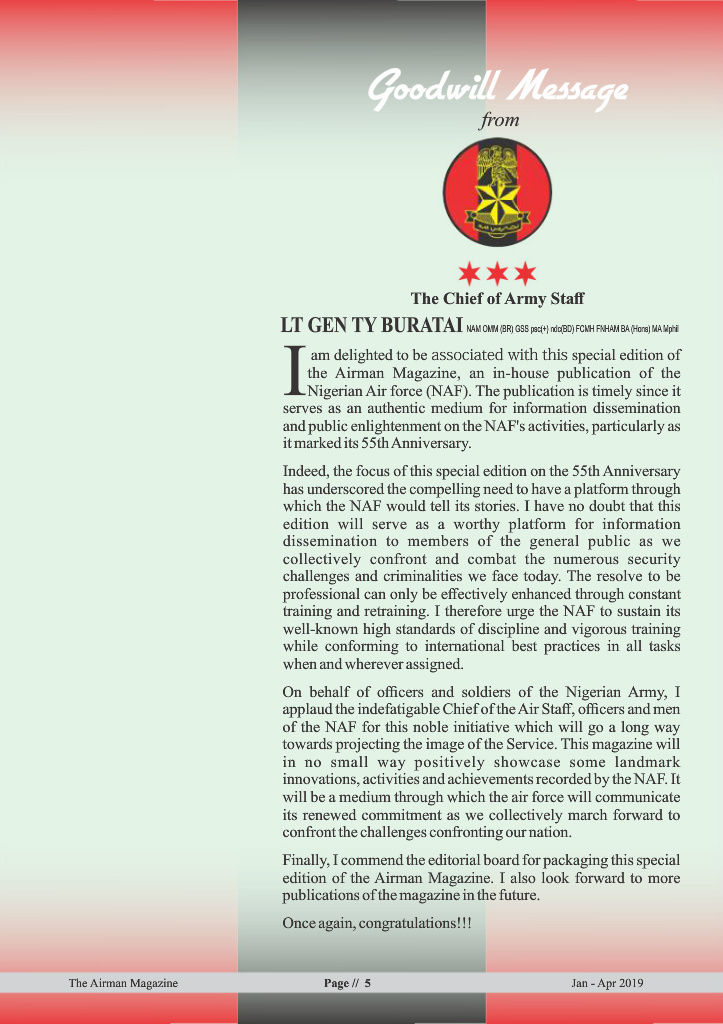 Goodwill Message
from
The Chief of Army Staff
LT GEN TY BURATAI NAM OMM (BR) GSS psc(+) ndc(BD) FCMH FNHAM BA (Hons) MA Mphil
I am delighted to be associated with this special edition of
the Airman Magazine, an in-house publication of the
Nigerian Air force (NAF). The publication is timely since it
serves as an authentic medium for information dissemination
and public enlightenment on the NAF's activities, particularly as
it marked its 55th Anniversary.
Indeed, the focus of this special edition on the 55th Anniversary
has underscored the compelling need to have a platform through
which the NAF would tell its stories. I have no doubt that this
edition will serve as a worthy platform for information
dissemination to members of the general public as we
collectively confront and combat the numerous security
challenges and criminalities we face today. The resolve to be
professional can only be effectively enhanced through constant
training and retraining. I therefore urge the NAF to sustain its
well-known high standards of discipline and vigorous training
while conforming to international best practices in all tasks
when and wherever assigned.
On behalf of officers and soldiers of the Nigerian Army, I
applaud the indefatigable Chief of the Air Staff, officers and men
of the NAF for this noble initiative which will go a long way
towards projecting the image of the Service. This magazine will
in no small way positively showcase some landmark
innovations, activities and achievements recorded by the NAF. It
will be a medium through which the air force will communicate
its renewed commitment as we collectively march forward to
confront the challenges confronting our nation.
Finally, I commend the editorial board for packaging this special
edition of the Airman Magazine. I also look forward to more
publications of the magazine in the future.
Once again, congratulations!!!
The Airman Magazine
Page // 5
Jan - Apr 2019